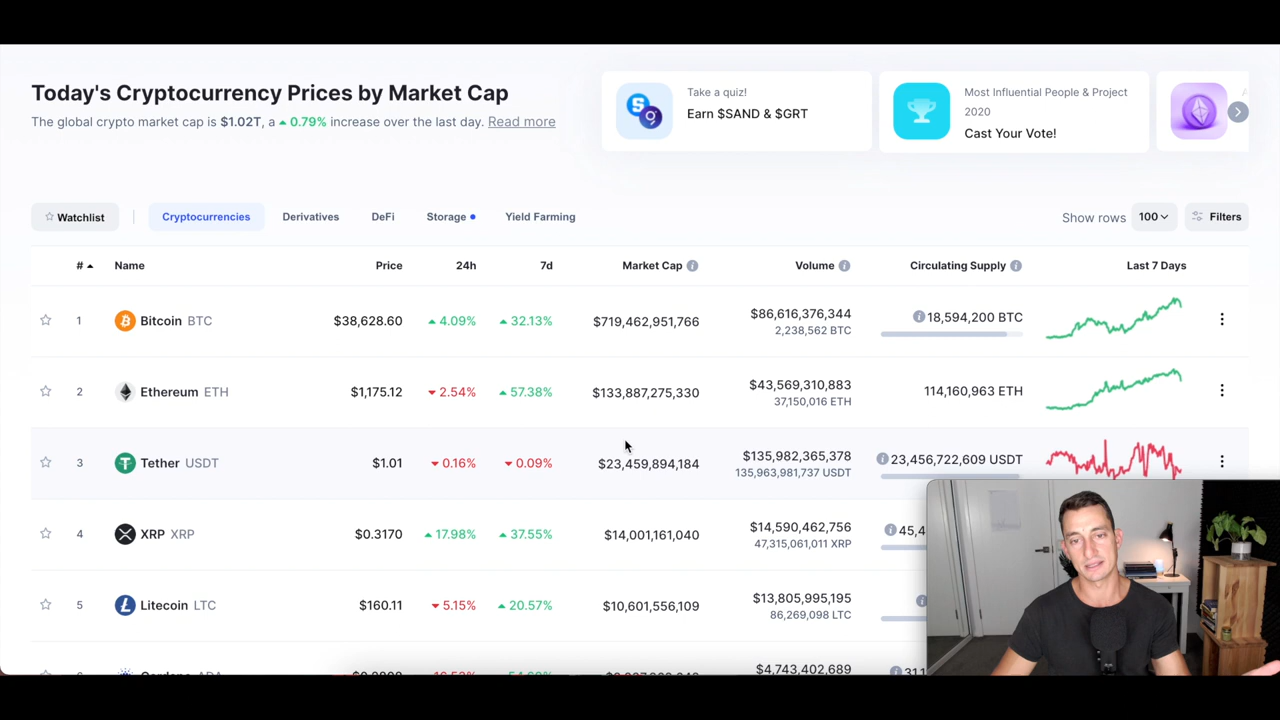 Today's Cryptocurrency Prices by Market Cap
The global crypto market cap is $1.02T, a 0.79% increase over the last day. Read more
Take a quiz!
Earn $SAND & $GRT
Most Influential People & Project
2020
Cast Your Vote!
Watchlist
Cryptocurrencies
Derivatives
DeFi
Storage
Yield Farming
Show rows
100
Filters
# Name Price 24h 7d Market Cap Volume Circulating Supply Last 7 Days
1 Bitcoin BTC $38,628.60 4.09% 32.13% $719,462,951,766 $86,616,376,344 18,594,200 BTC
2,238,562 BTC
2 Ethereum ETH $1,175.12 2.54% 57.38% $133,887,275,330 $43,569,310,883 114,160,963 ETH
37,150,016 ETH
3 Tether USDT $1.01 0.16% 0.09% $23,459,894,184 $135,982,365,378 23,456,722,609 USDT
135,963,981,737 USDT
4 XRP XRP $0.3170 17.98% 37.55% $14,001,161,040 $14,590,462,756 45,4
47,315,061,011 XRP
5 Litecoin LTC $160.11 5.15% 20.57% $10,601,556,109 $13,805,995,195
86,269,098 LTC
$4,743,402,689